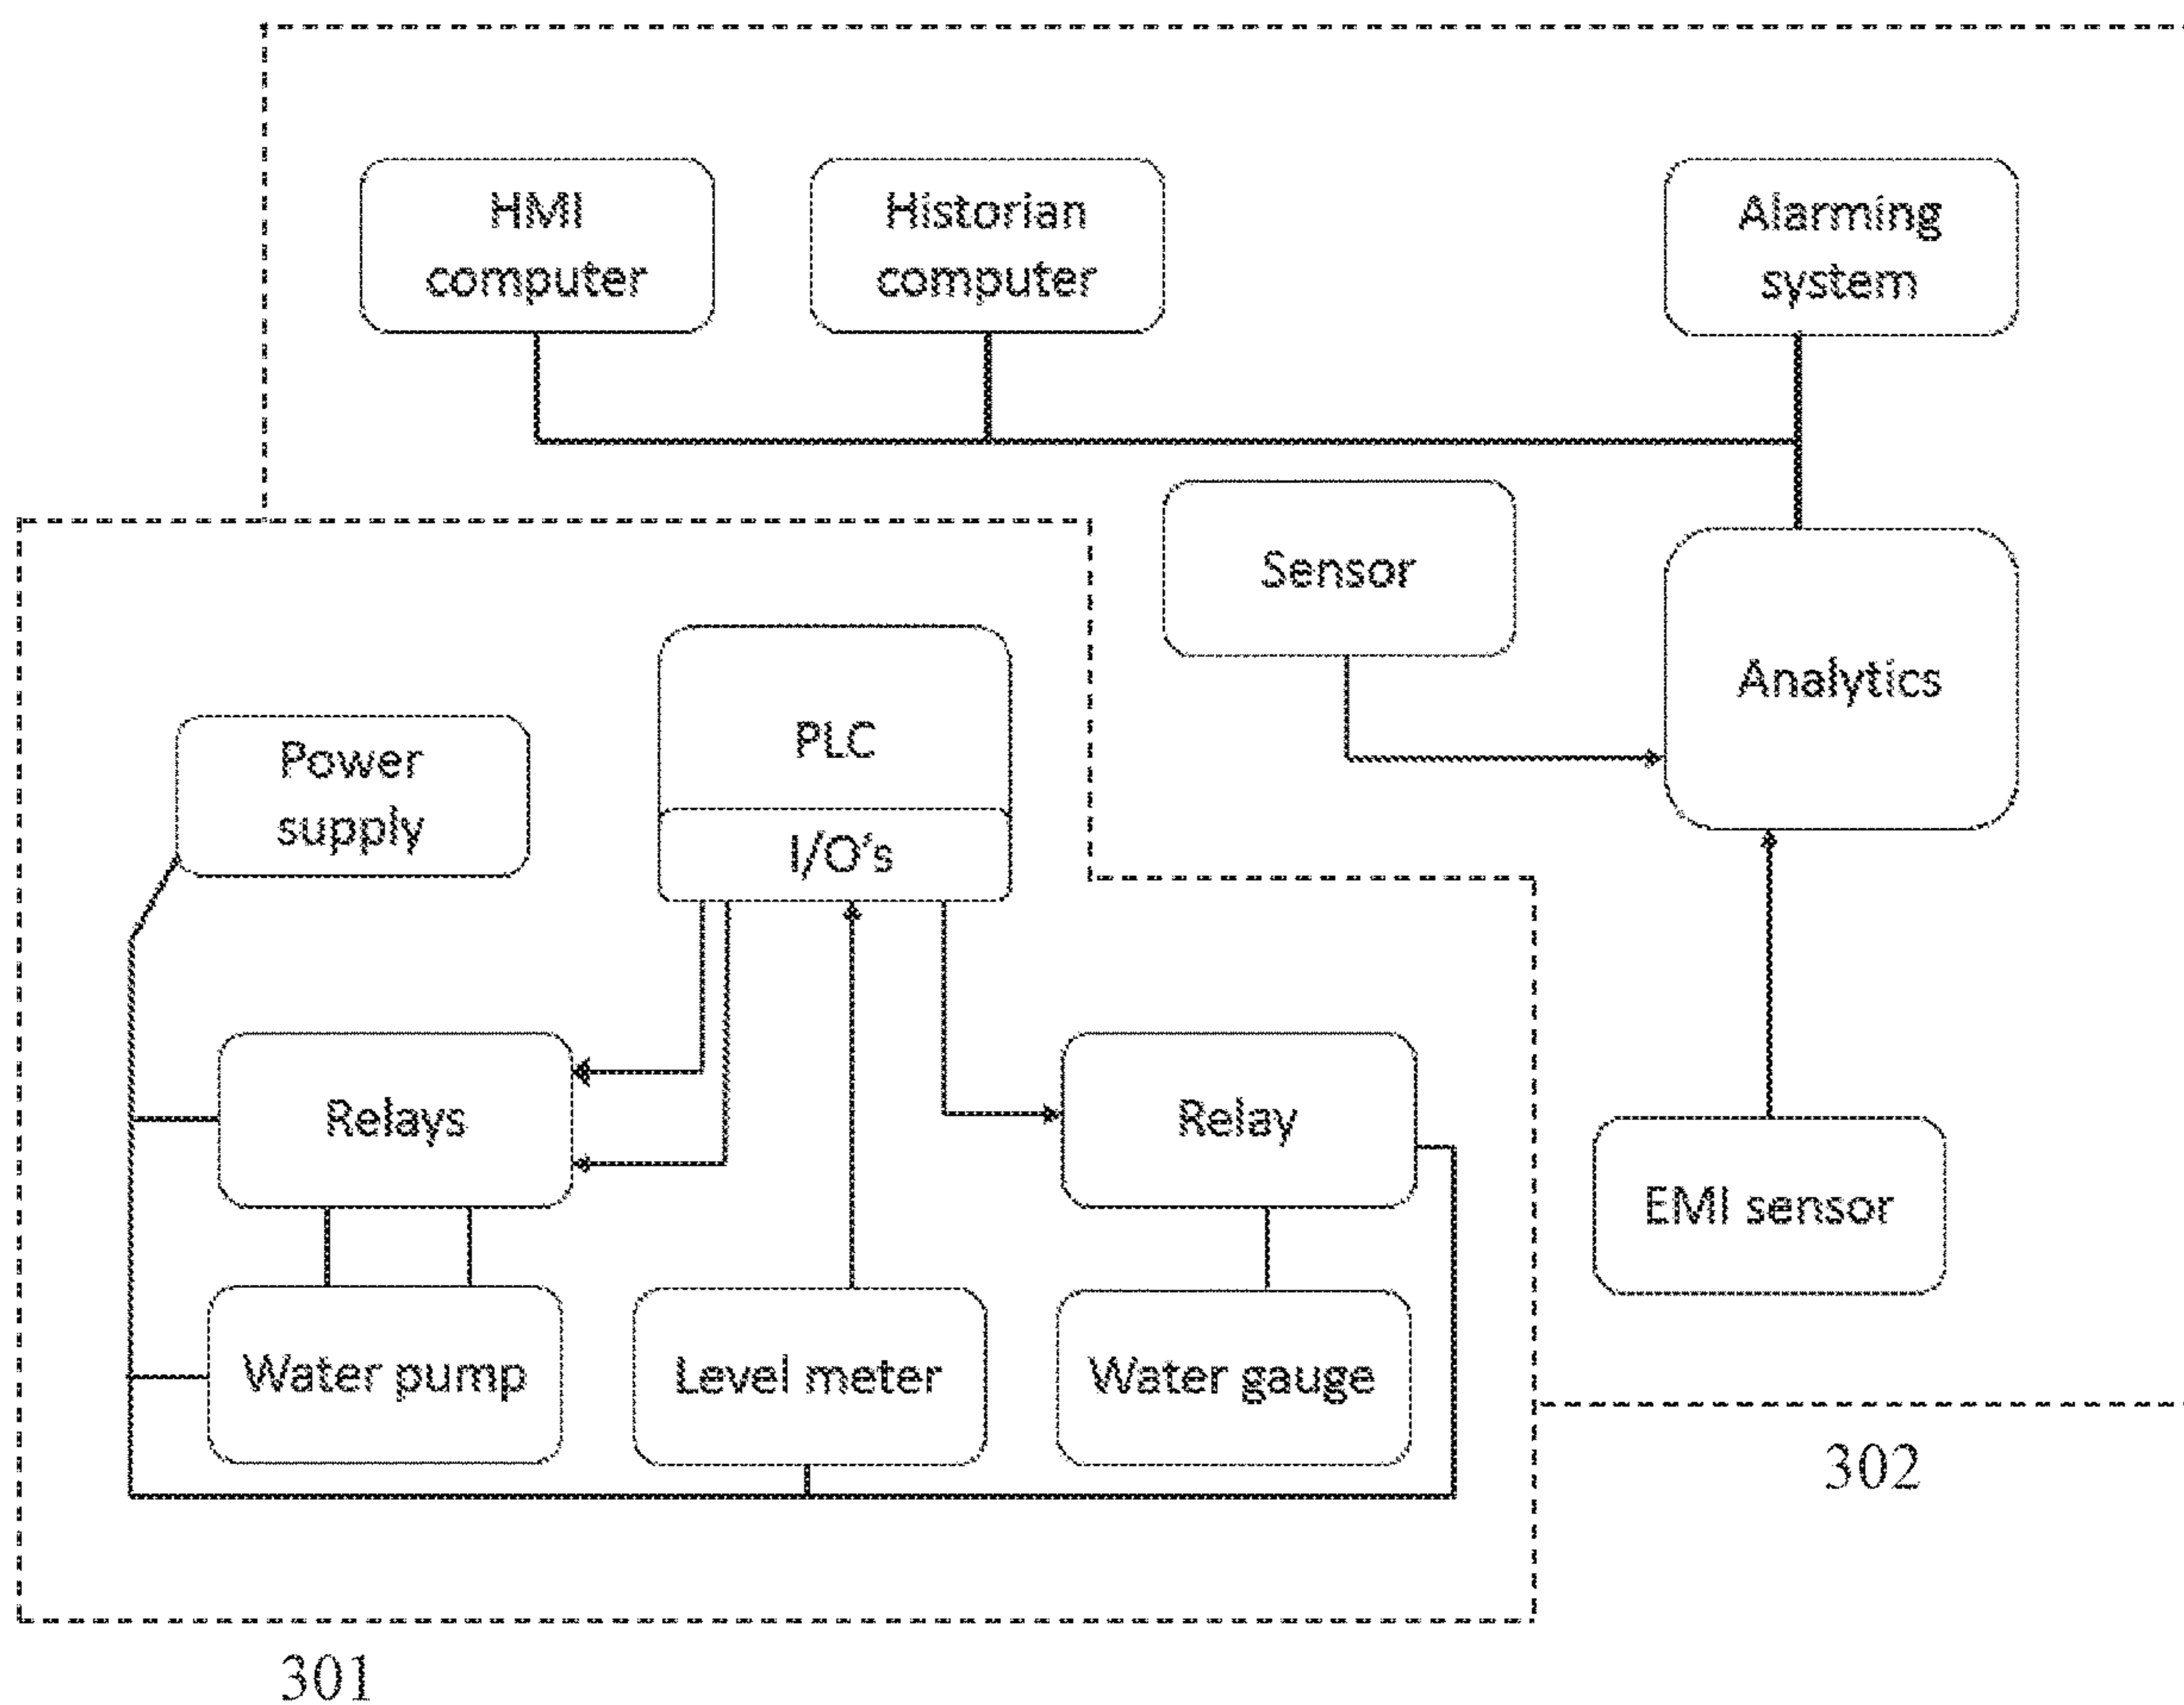 HMI
computer
Historian
computer
Alarming
system
Sensor
Analytics
PLC
I/O's
Power
supply
Relays
Relay
EMI sensor
Water pump
Level meter
Water gauge
302
301